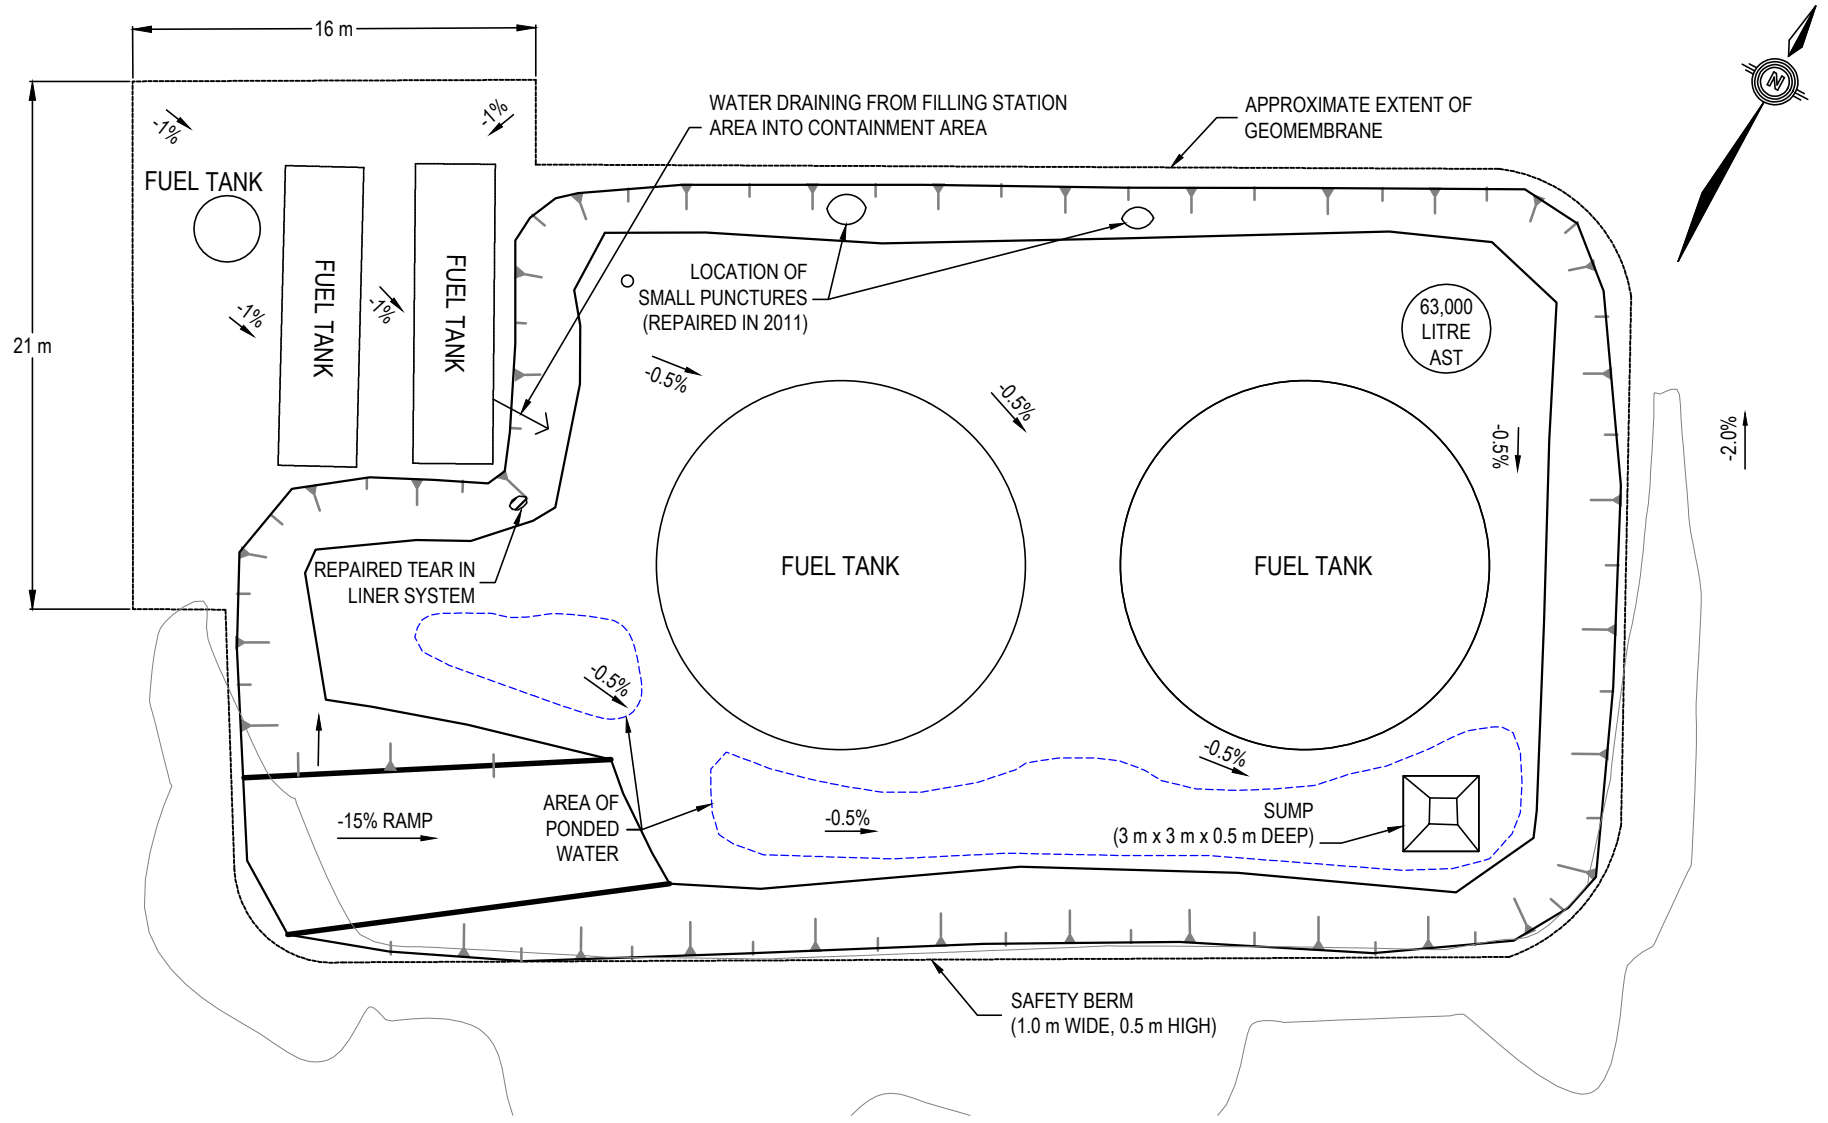 16 m
21 m
-1%
-1%
FUEL TANK
FUEL TANK
FUEL TANK
-1%
-1%
WATER DRAINING FROM FILLING STATION
AREA INTO CONTAINMENT AREA
APPROXIMATE EXTENT OF
GEOMEMBRANE
N
LOCATION OF
SMALL PUNCTURES
(REPAIRED IN 2011)
63,000
LITRE
AST
-0.5%
-0.5%
-0.5%
-2.0%
FUEL TANK
FUEL TANK
REPAIRED TEAR IN
LINER SYSTEM
-0.5%
-0.5%
-15% RAMP
AREA OF
PONDED
WATER
-0.5%
SUMP
(3 m x 3 m x 0.5 m DEEP)
SAFETY BERM
(1.0 m WIDE, 0.5 m HIGH)